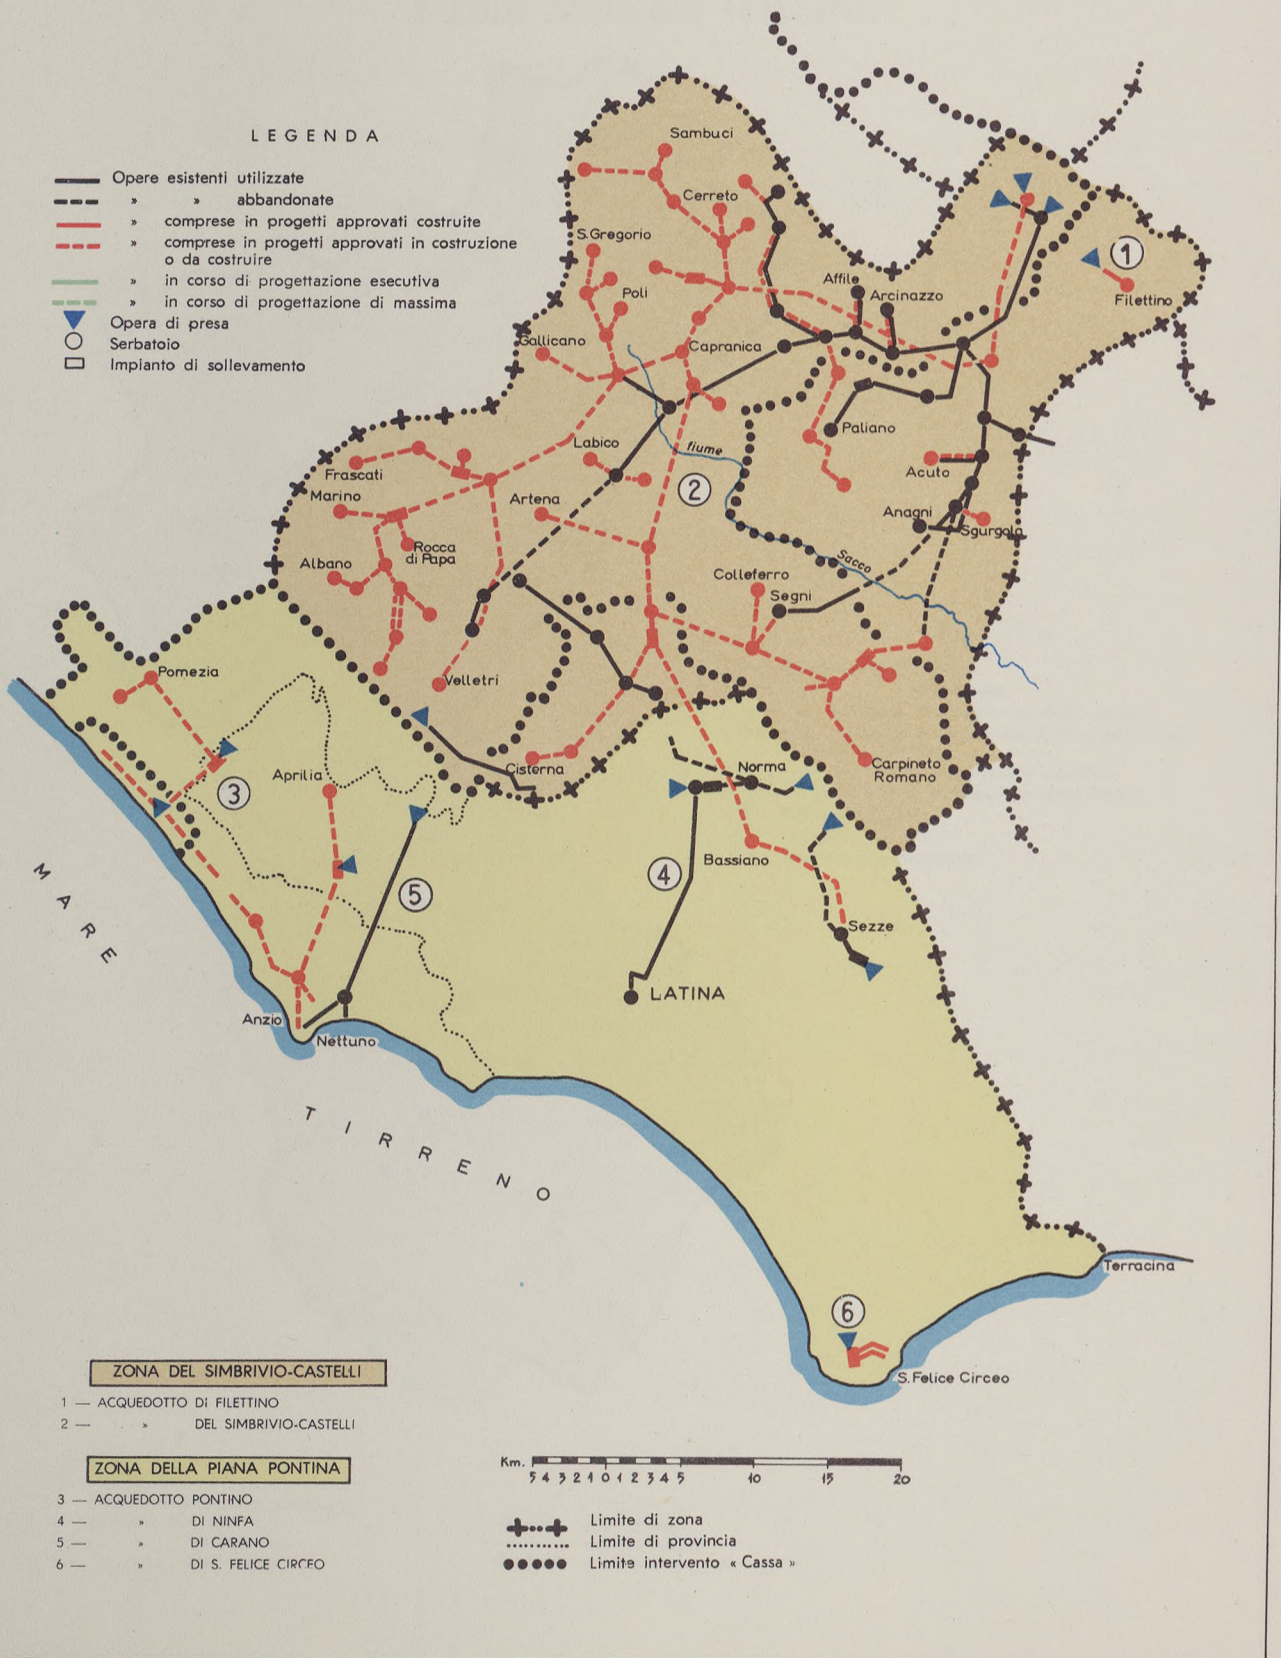 LEGENDA
Opere esistenti utilizzate
» » abbandonate
» comprese in progetti approvati costruite
» comprese in progetti approvati in costruzione
o da costruire
» in corso di progettazione esecutiva
» in corso di progettazione di massima
Opera di presa
Serbatoio
Impianto di sollevamento
Sambuci
Cerreto
S.Gregorio
Poli
Gallicano
Capranica
Affile
Arcinazzo
1
Filettino
Paliano
Labico
fiume
Frascati
Marino
Artena
2
Acuto
Anagni
Sgurgola
Rocca
di Papa
Albano
Sacco
Colleferro
Segni
Velletri
Pomezia
Cisterna
Norma
Carpineto
Romano
Aprilia
3
4
5
Bassiano
Sezze
LATINA
Anzio
Nettuno
MARE
TIRRENO
Terracina
6
S.Felice Circeo
ZONA DEL SIMBRIVIO-CASTELLI
1 — ACQUEDOTTO Di FILETTINO
2 — » DEL SIMBRIVIO-CASTELLI
ZONA DELLA PIANA PONTINA
3 — ACQUEDOTTO PONTINO
4 — » DI NINFA
5 — » DI CARANO
6 — » DI S. FELICE CIRCEO
Km.
5 4 3 2 1 0 1 2 3 4 5 10 15 20
Limite di zona
Limite di provincia
Limite intervento « Cassa »